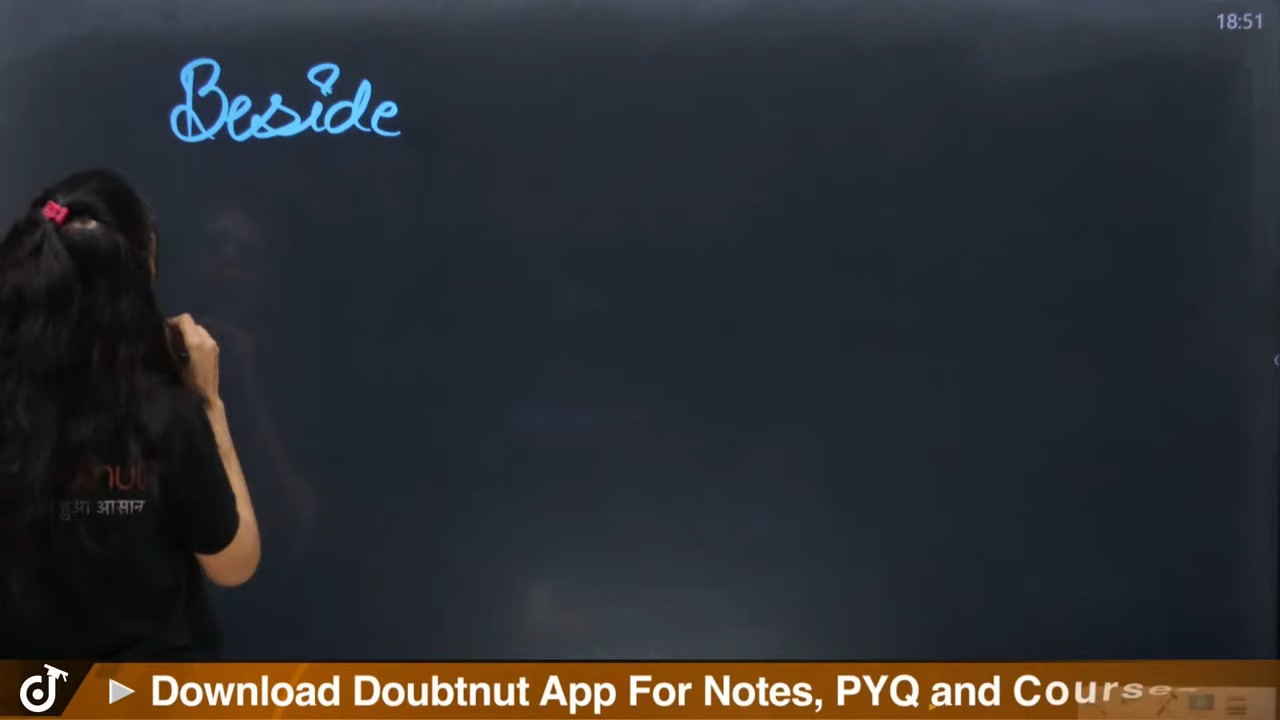 18:51
Beside
हुआ आसान
Download Doubtnut App For Notes, PYQ and Course